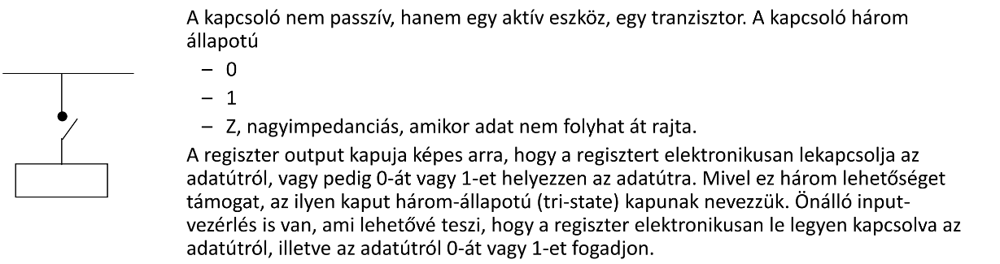 A kapcsoló nem passzív, hanem egy aktív eszköz, egy tranzisztor. A kapcsoló három
állapotú
– 0
– 1
– Z, nagyimpedanciás, amikor adat nem folyhat át rajta.
A regiszter output kapuja képes arra, hogy a regisztert elektronikusan lekapcsolja az
adatútról, vagy pedig 0-át vagy 1-et helyezzen az adatútra. Mivel ez három lehetőséget
támogat, az ilyen kaput három-állapotú (tri-state) kapunak nevezzük. Önálló input-
vezérlés is van, ami lehetővé teszi, hogy a regiszter elektronikusan le legyen kapcsolva az
adatútról, illetve az adatútról 0-át vagy 1-et fogadjon.